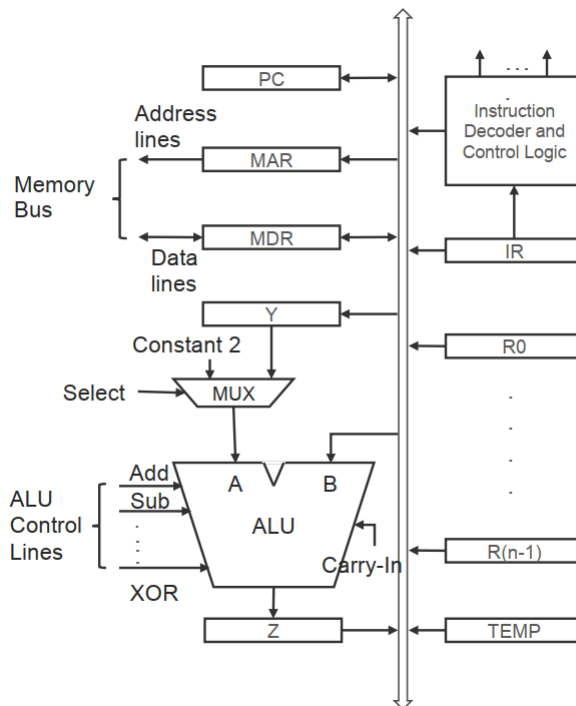 PC
. . .
Instruction
Decoder and
Control Logic
Address
lines
MAR
Memory
Bus
MDR
IR
Data
lines
Y
Constant 2
R0
Select
MUX
Add
A
B
Sub
ALU
Control
Lines
ALU
Carry-In
R(n-1)
XOR
Z
TEMP